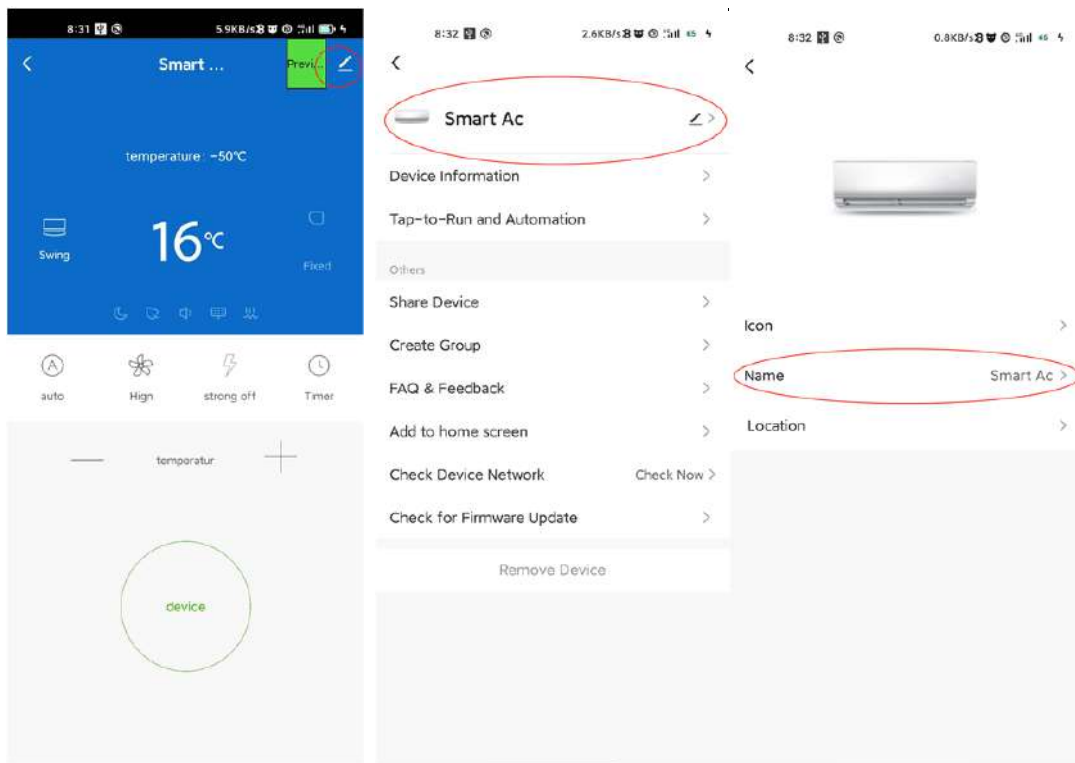 8:31 5.9KB/s
Smart ... Previ...
temperature: -50℃
16℃
Swing
Fixed
auto Hign strong off Timer
temperatur
device
8:32 2.6KB/s 45
Smart Ac
Device Information
Tap-to-Run and Automation
Others
Share Device
Create Group
FAQ & Feedback
Add to home screen
Check Device Network Check Now
Check for Firmware Update
Remove Device
8:32 0.8KB/s 45
Icon
Name Smart Ac
Location